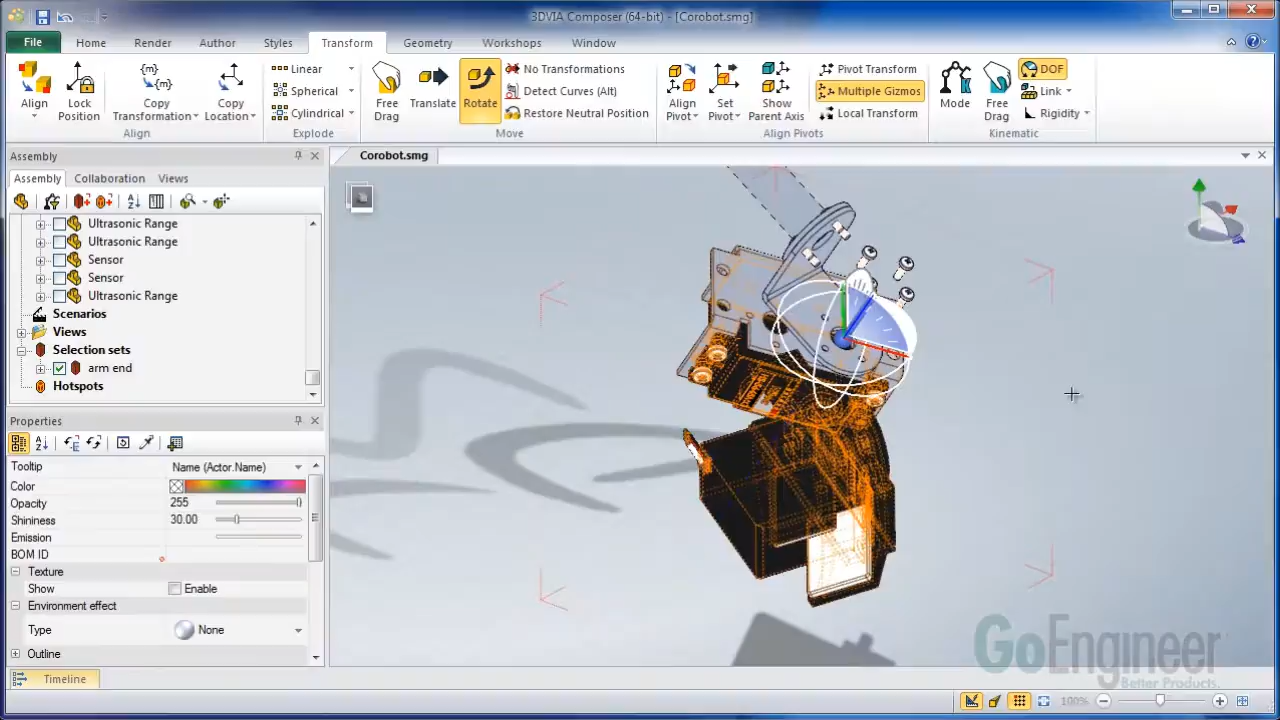 3DVIA Composer (64-bit) - [Corobot.smg]
File Home Render Author Styles Transform Geometry Workshops Window
Align
Lock Position
{m}
{m}
Copy Transformation
Copy Location
Align
Linear
Spherical
Cylindrical
Explode
Free Drag
Translate
Rotate
No Transformations
Detect Curves (Alt)
Restore Neutral Position
Move
Align Pivot
Set Pivot
Show Parent Axis
Pivot Transform
Multiple Gizmos
Local Transform
Align Pivots
Mode
Free Drag
DOF
Link
Rigidity
Kinematic
Assembly
Assembly Collaboration Views
Ultrasonic Range
Ultrasonic Range
Sensor
Sensor
Ultrasonic Range
Scenarios
Views
Selection sets
arm end
Hotspots
Corobot.smg
Properties
Tooltip Name (Actor.Name)
Color
Opacity 255
Shininess 30.00
Emission
BOM ID
Texture
Show Enable
Environment effect
Type None
Outline
Timeline
GoEngineer
Better Products.
100%